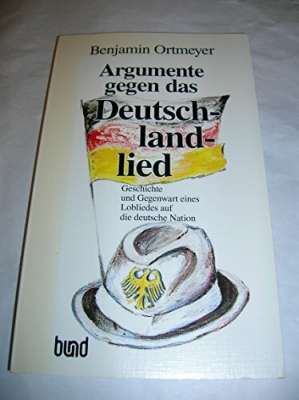 Benjamin Ortmeyer
Argumente
gegen das
Deutsch-
land-
lied
Geschichte
und Gegenwart eines
Lobliedes auf
die deutsche Nation
bund